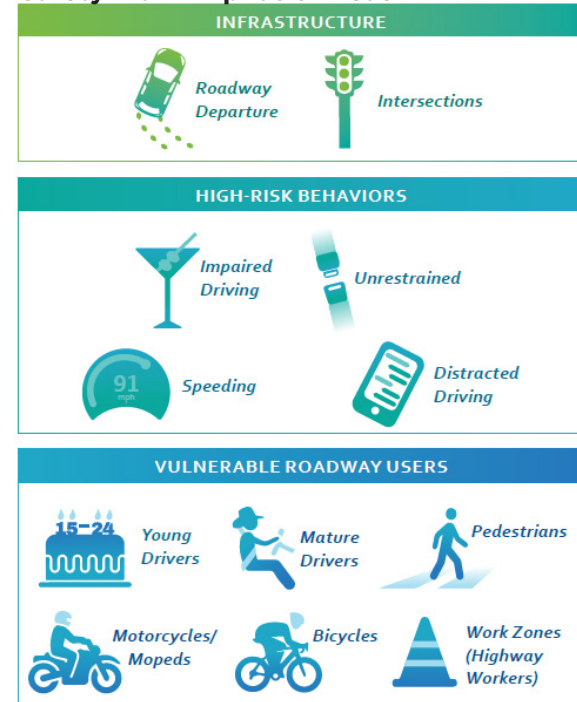 INFRASTRUCTURE
Roadway
Departure
Intersections
HIGH-RISK BEHAVIORS
Impaired
Driving
Unrestrained
91
mph
Speeding
Distracted
Driving
VULNERABLE ROADWAY USERS
15-24
Young
Drivers
Mature
Drivers
Pedestrians
Motorcycles/
Mopeds
Bicycles
Work Zones
(Highway
Workers)